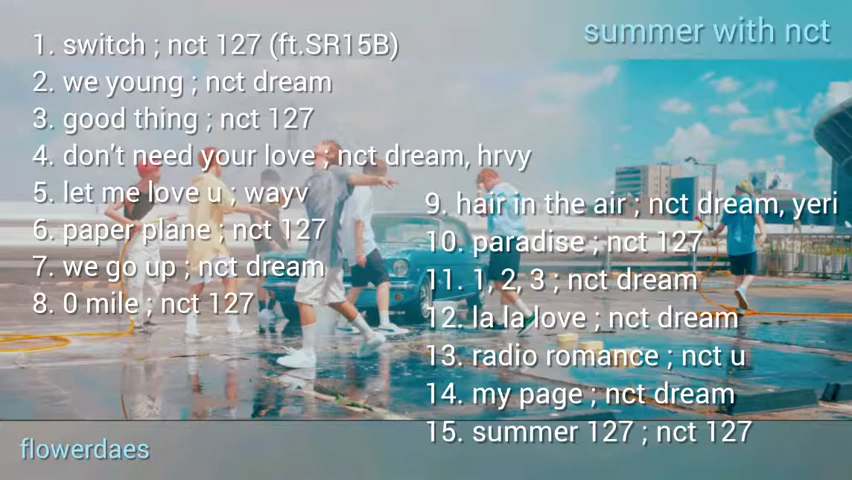 summer with nct
1. switch ; nct 127 (ft.SR15B)
2. we young ; nct dream
3. good thing ; nct 127
4. don't need your love ; nct dream, hrvy
5. let me love u ; wayv
6. paper plane ; nct 127
7. we go up ; nct dream
8. 0 mile ; nct 127
9. hair in the air ; nct dream, yeri
10. paradise ; nct 127
11. 1, 2, 3 ; nct dream
12. la la love ; nct dream
13. radio romance ; nct u
14. my page ; nct dream
15. summer 127 ; nct 127
flowerdaes